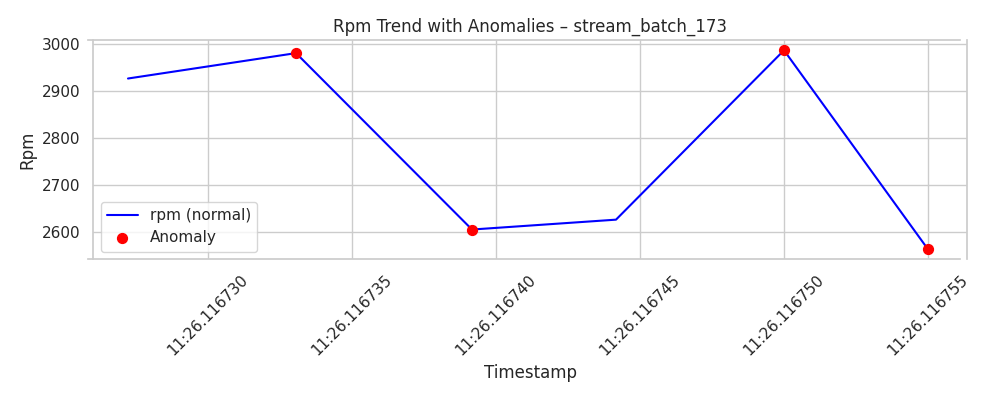 Rpm Trend with Anomalies – stream_batch_173
Rpm
3000
2900
2800
2700
2600
rpm (normal)
Anomaly
11:26.116730
11:26.116735
11:26.116740
11:26.116745
11:26.116750
11:26.116755
Timestamp